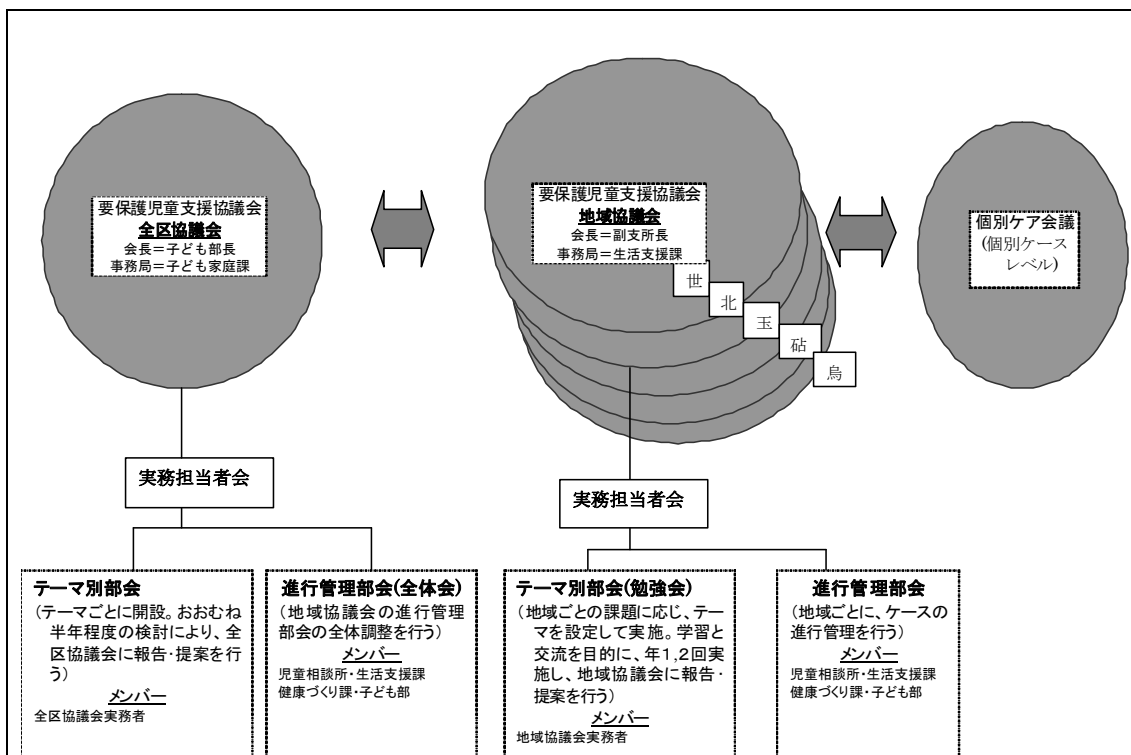 要保護児童支援協議会
全区協議会
会長＝子ども部長
事務局＝子ども家庭課
要保護児童支援協議会
地域協議会
会長＝副支所長
事務局＝生活支援課
世
北
玉
砧
烏
個別ケア会議
(個別ケース
レベル)
実務担当者会
テーマ別部会
(テーマごとに開設。おおむね
半年程度の検討により、全
区協議会に報告・提案を行
う)
メンバー
全区協議会実務者
進行管理部会(全体会)
(地域協議会の進行管理
部会の全体調整を行う)
メンバー
児童相談所・生活支援課
健康づくり課・子ども部
実務担当者会
テーマ別部会(勉強会)
(地域ごとの課題に応じ、テー
マを設定して実施。学習と
交流を目的に、年1,2回実
施し、地域協議会に報告・
提案を行う)
メンバー
地域協議会実務者
進行管理部会
(地域ごとに、ケースの
進行管理を行う)
メンバー
児童相談所・生活支援課
健康づくり課・子ども部